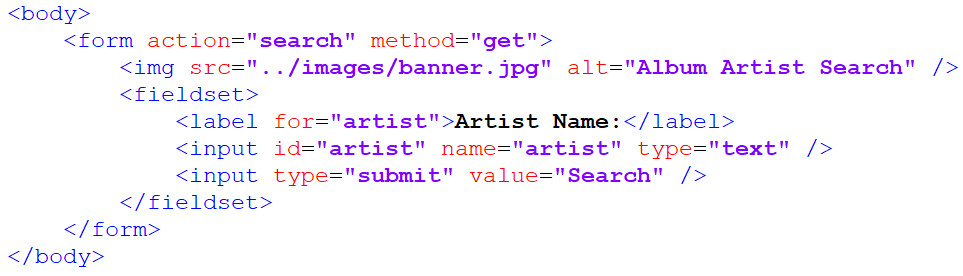 <body>
<form action="search" method="get">
<img src="../images/banner.jpg" alt="Album Artist Search" />
<fieldset>
<label for="artist">Artist Name:</label>
<input id="artist" name="artist" type="text" />
<input type="submit" value="Search" />
</fieldset>
</form>
</body>